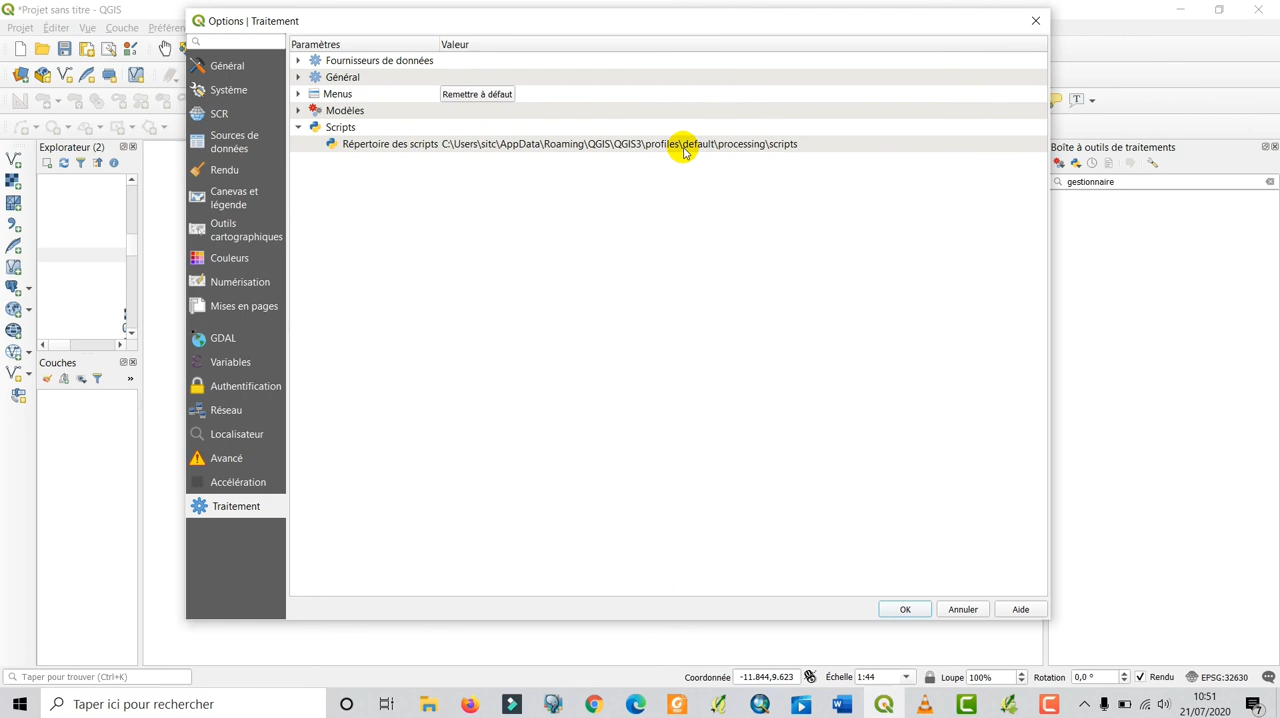 *Projet sans titre - QGIS
Projet Éditer Vue Couche Préféren
Options | Traitement
Général
Système
SCR
Sources de
données
Rendu
Canevas et
légende
Outils
cartographiques
Couleurs
Numérisation
Mises en pages
GDAL
Variables
Authentification
Réseau
Localisateur
Avancé
Accélération
Traitement
Paramètres Valeur
Fournisseurs de données
Général
Menus Remettre à défaut
Modèles
Scripts
Répertoire des scripts C:\Users\sitc\AppData\Roaming\QGIS\QGIS3\profiles\default\processing\scripts
OK Annuler Aide
Explorateur (2)
Couches
Boîte à outils de traitements
gestionnaire
Taper pour trouver (Ctrl+K)
Coordonnée -11.844,9.623 Échelle 1:44 Loupe 100% Rotation 0,0 ° Rendu EPSG:32630
Taper ici pour rechercher
10:51
21/07/2020
7